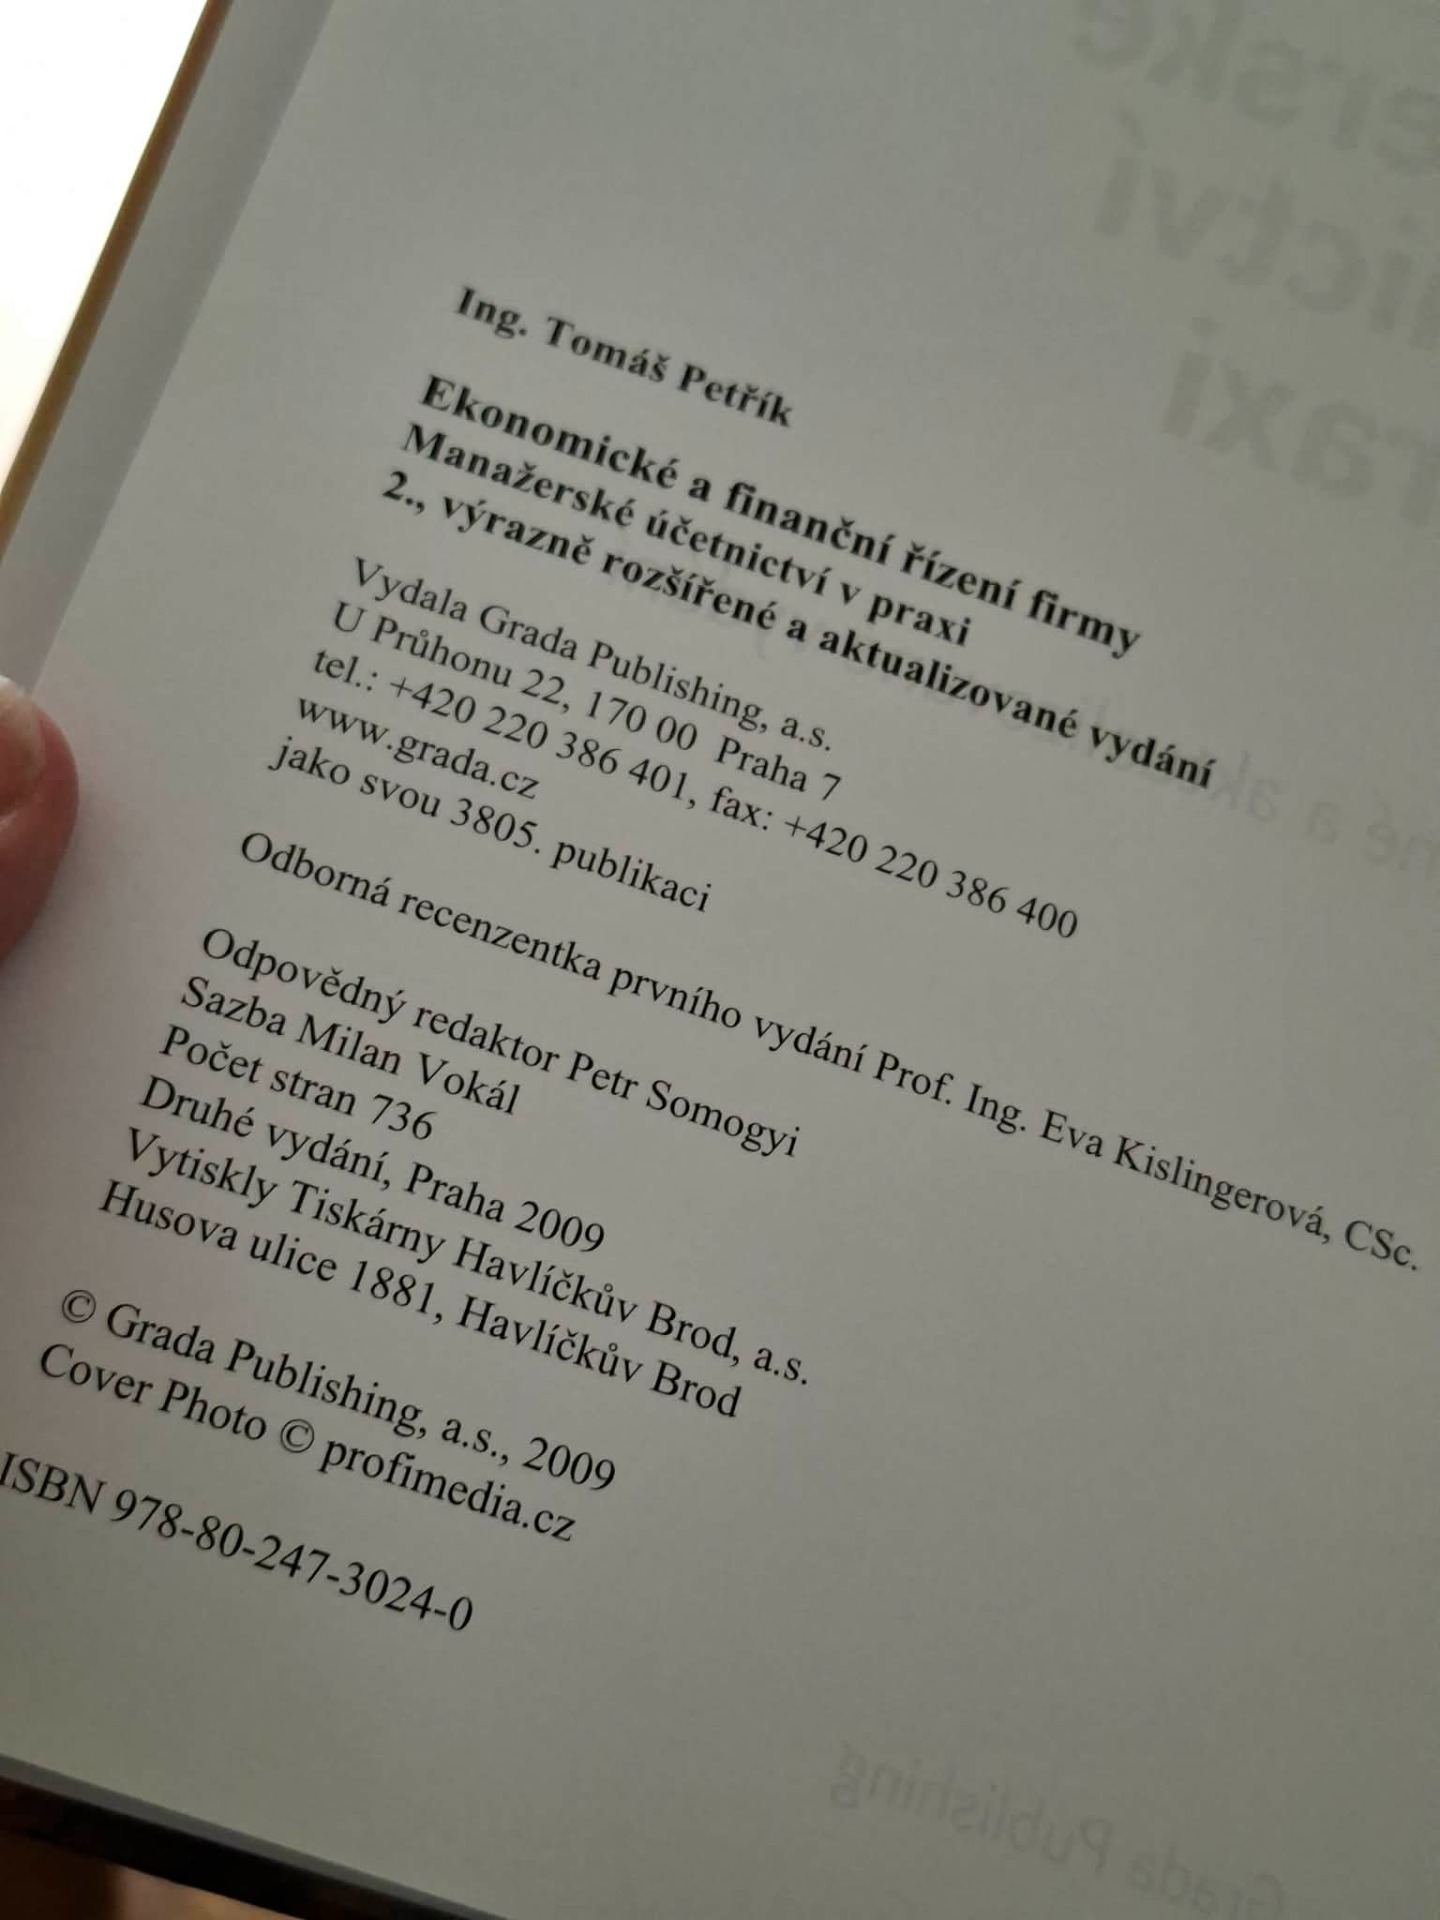 Ing. Tomáš Petřík
Ekonomické a finanční řízení firmy
Manažerské účetnictví v praxi
2., výrazně rozšířené a aktualizované vydání
Vydala Grada Publishing, a.s.
U Průhonu 22, 170 00 Praha 7
tel.: +420 220 386 401, fax: +420 220 386 400
www.grada.cz
jako svou 3805. publikaci
Odborná recenzentka prvního vydání Prof. Ing. Eva Kislingerová, CSc.
Odpovědný redaktor Petr Somogyi
Sazba Milan Vokál
Počet stran 736
Druhé vydání, Praha 2009
Vytiskly Tiskárny Havlíčkův Brod, a.s.
Husova ulice 1881, Havlíčkův Brod
© Grada Publishing, a.s., 2009
Cover Photo © profimedia.cz
ISBN 978-80-247-3024-0
Grada Publishing